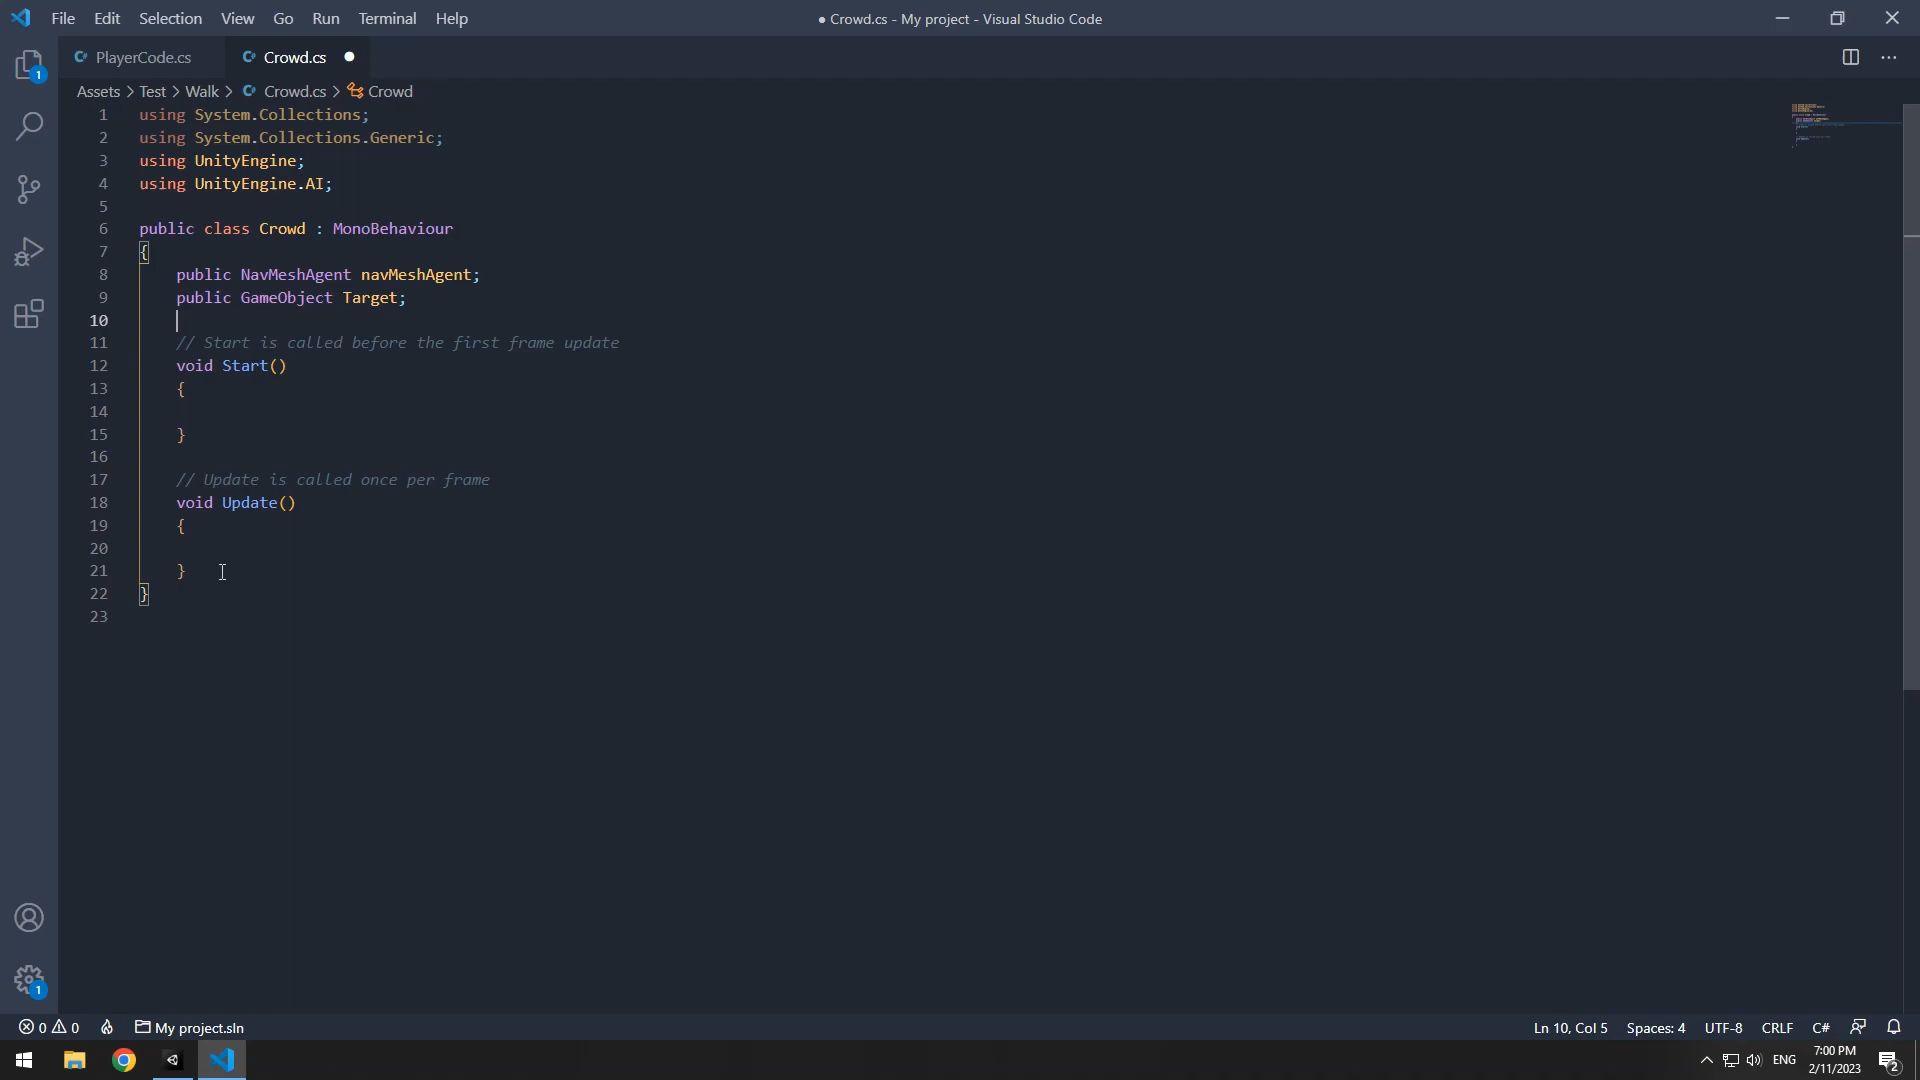 File Edit Selection View Go Run Terminal Help
● Crowd.cs - My project - Visual Studio Code
PlayerCode.cs Crowd.cs
Assets > Test > Walk > Crowd.cs > Crowd
1 using System.Collections;
2 using System.Collections.Generic;
3 using UnityEngine;
4 using UnityEngine.AI;
5
6 public class Crowd : MonoBehaviour
7 {
8 public NavMeshAgent navMeshAgent;
9 public GameObject Target;
10
11 // Start is called before the first frame update
12 void Start()
13 {
14
15 }
16
17 // Update is called once per frame
18 void Update()
19 {
20
21 }
22 }
23
1
1
0 0 My project.sln Ln 10, Col 5 Spaces: 4 UTF-8 CRLF C#
ENG 7:00 PM
2/11/2023
2